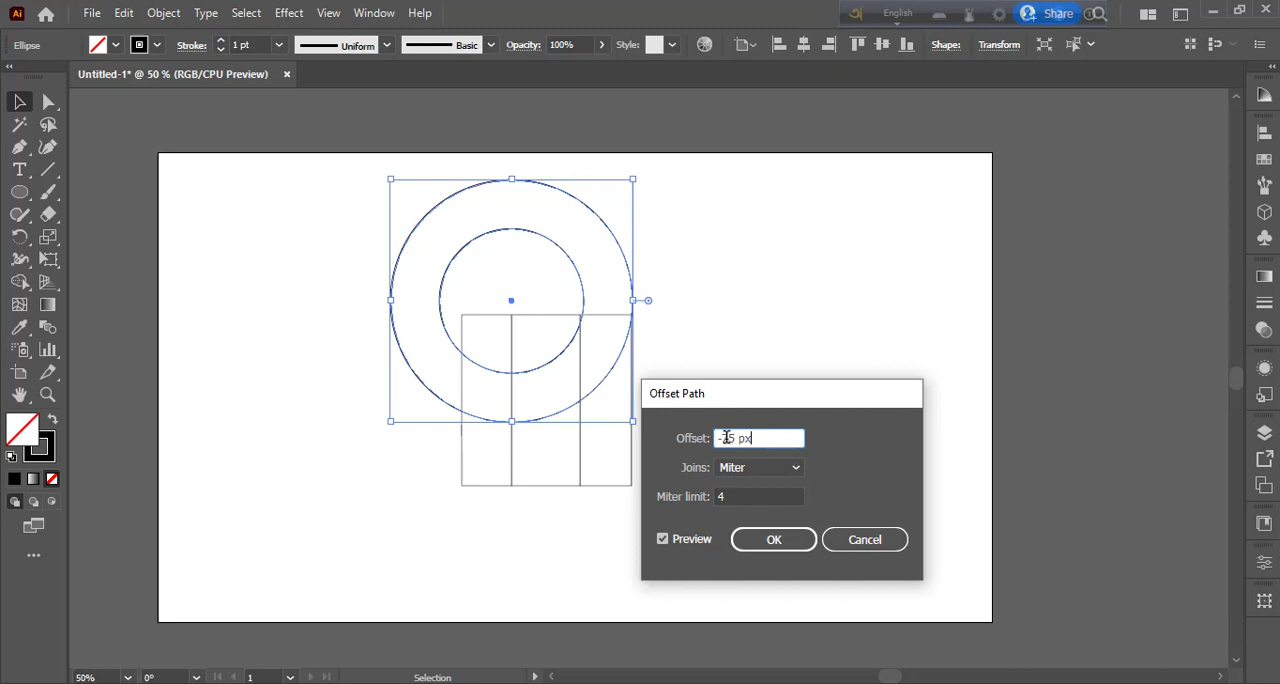 Ai File Edit Object Type Select Effect View Window Help English Share
Ellipse Stroke: 1 pt Uniform Basic Opacity: 100% Style: Shape: Transform
Untitled-1* @ 50 % (RGB/CPU Preview) ×
Offset Path
Offset: px
Joins: Miter
Miter limit: 4
Preview OK Cancel
50% 0° 1 Selection